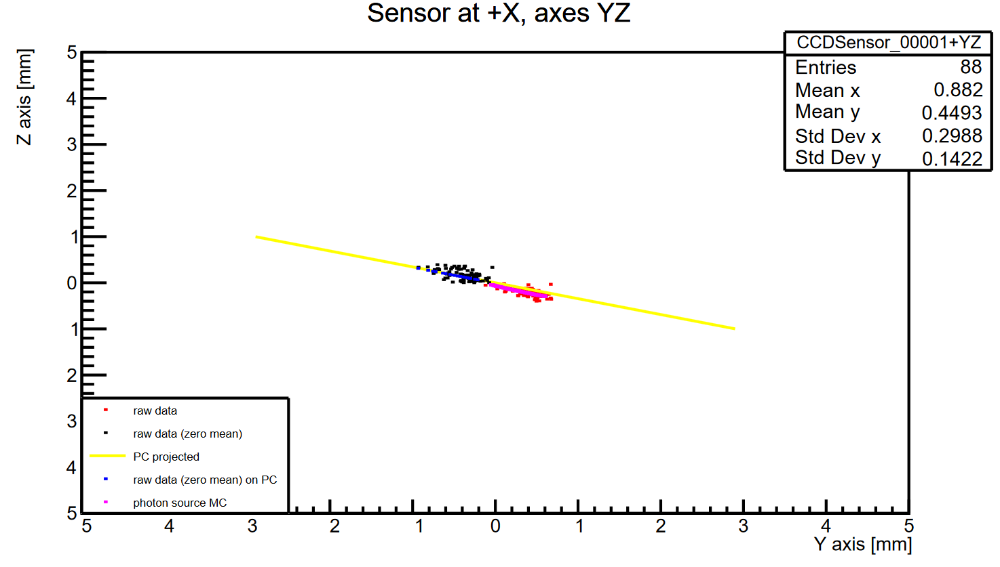 Sensor at +X, axes YZ
CCDSensor_00001+YZ
Entries 88
Mean x 0.882
Mean y 0.4493
Std Dev x 0.2988
Std Dev y 0.1422
Z axis [mm]
5
4
3
2
1
0
1
2
3
4
5
raw data
raw data (zero mean)
PC projected
raw data (zero mean) on PC
photon source MC
5 4 3 2 1 0 1 2 3 4 5
Y axis [mm]